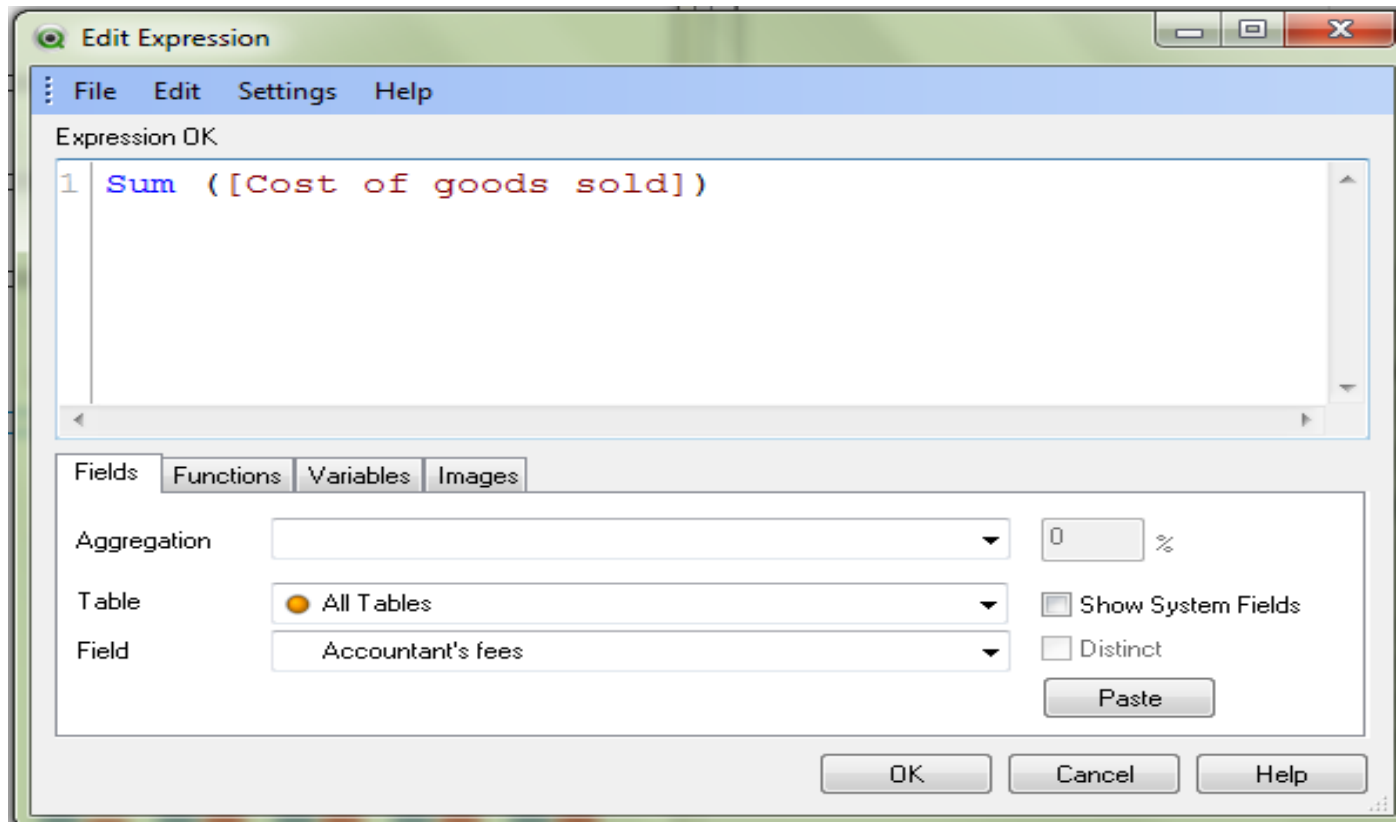 Edit Expression
File Edit Settings Help
Expression OK
1 Sum ([Cost of goods sold])
Fields Functions Variables Images
Aggregation 0 %
Table All Tables Show System Fields
Field Accountant's fees Distinct
Paste
OK Cancel Help